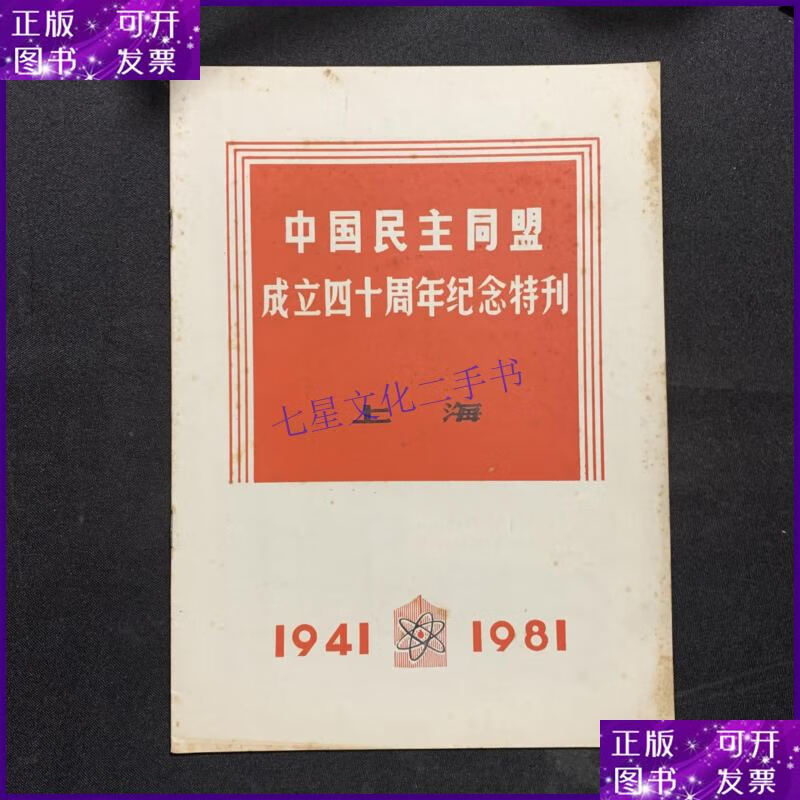 正版 可开
图书 发票
中国民主同盟
成立四十周年纪念特刊
七星文化二手书
上海
1941 1981
正版 可开
图书 发票